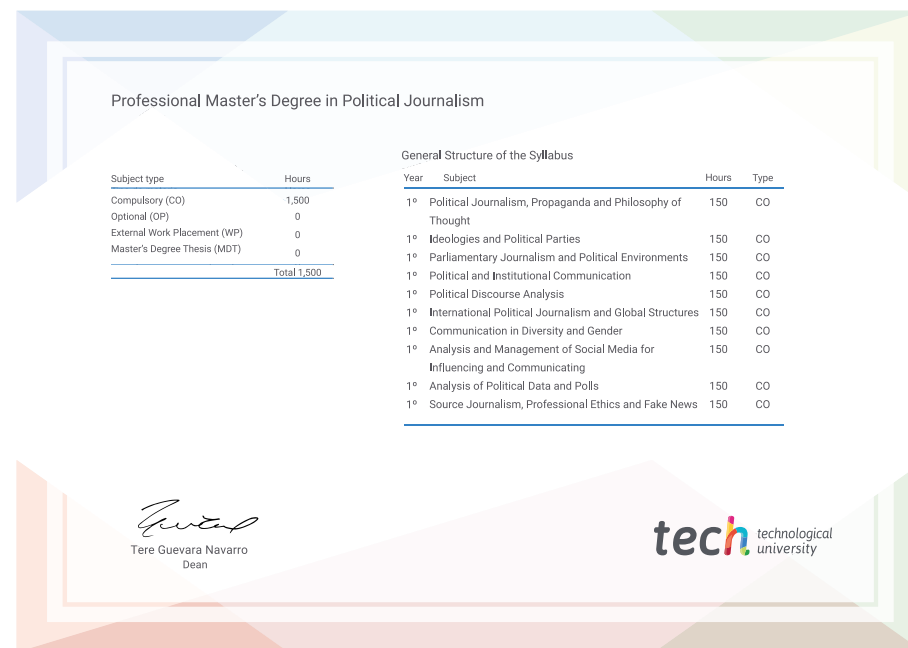 Professional Master's Degree in Political Journalism
General Structure of the Syllabus
Subject type Hours
Compulsory (CO) 1,500
Optional (OP) 0
External Work Placement (WP) 0
Master's Degree Thesis (MDT) 0
Total 1,500
Year Subject Hours Type
1º Political Journalism, Propaganda and Philosophy of 150 CO
Thought
1º Ideologies and Political Parties 150 CO
1º Parliamentary Journalism and Political Environments 150 CO
1º Political and Institutional Communication 150 CO
1º Political Discourse Analysis 150 CO
1º International Political Journalism and Global Structures 150 CO
1º Communication in Diversity and Gender 150 CO
1º Analysis and Management of Social Media for 150 CO
Influencing and Communicating
1º Analysis of Political Data and Polls 150 CO
1º Source Journalism, Professional Ethics and Fake News 150 CO
Tere Guevara Navarro
Dean
tech technological
university